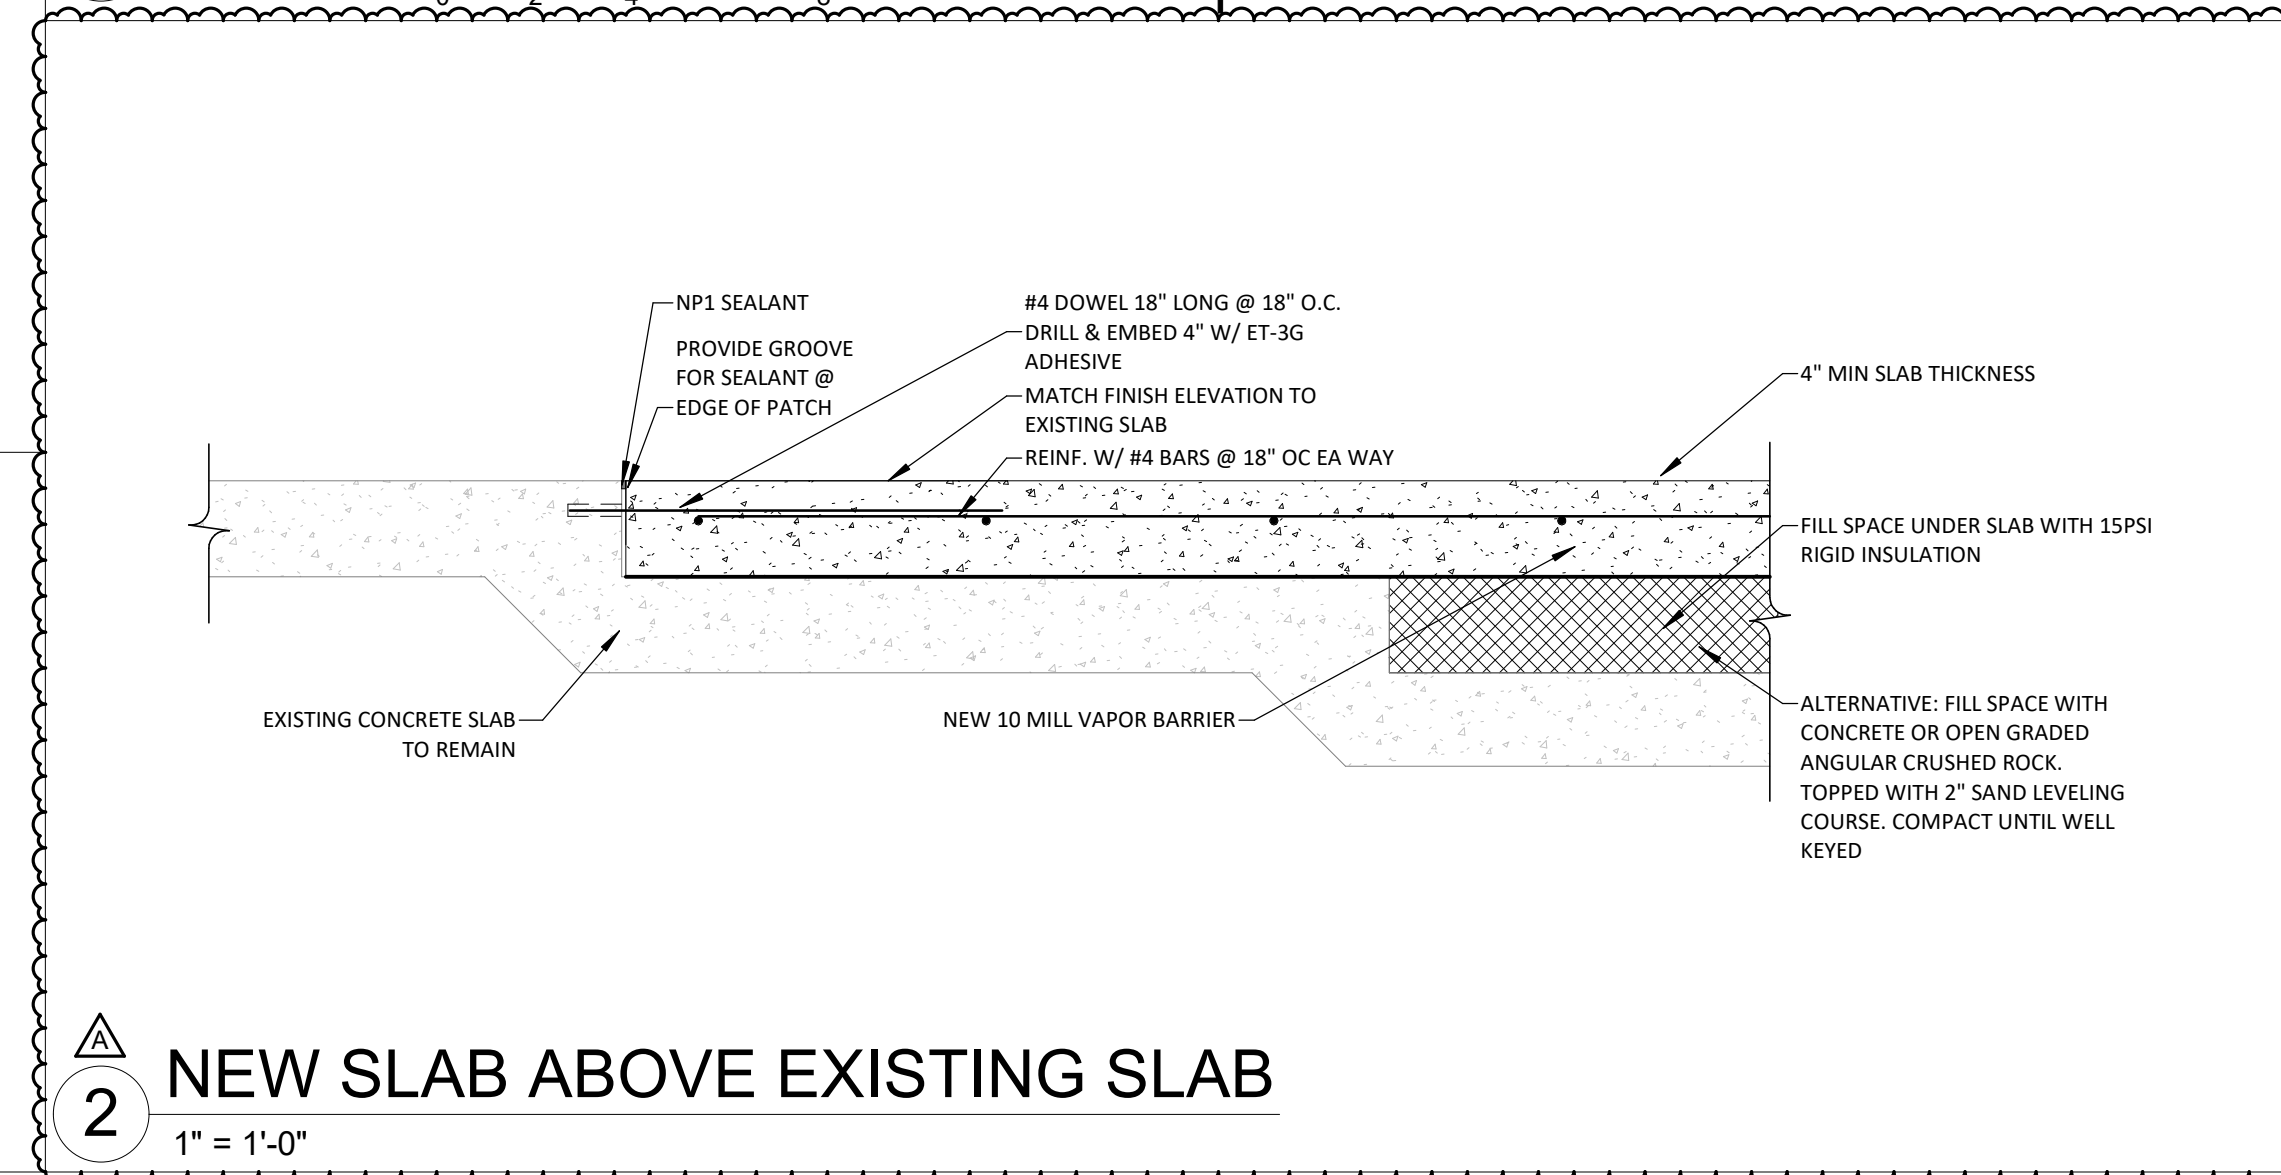 NP1 SEALANT
PROVIDE GROOVE
FOR SEALANT @
EDGE OF PATCH
#4 DOWEL 18" LONG @ 18" O.C.
DRILL & EMBED 4" W/ ET-3G
ADHESIVE
MATCH FINISH ELEVATION TO
EXISTING SLAB
REINF. W/ #4 BARS @ 18" OC EA WAY
4" MIN SLAB THICKNESS
FILL SPACE UNDER SLAB WITH 15PSI
RIGID INSULATION
EXISTING CONCRETE SLAB
TO REMAIN
NEW 10 MILL VAPOR BARRIER
ALTERNATIVE: FILL SPACE WITH
CONCRETE OR OPEN GRADED
ANGULAR CRUSHED ROCK.
TOPPED WITH 2" SAND LEVELING
COURSE. COMPACT UNTIL WELL
KEYED
A
2
NEW SLAB ABOVE EXISTING SLAB
1" = 1'-0"